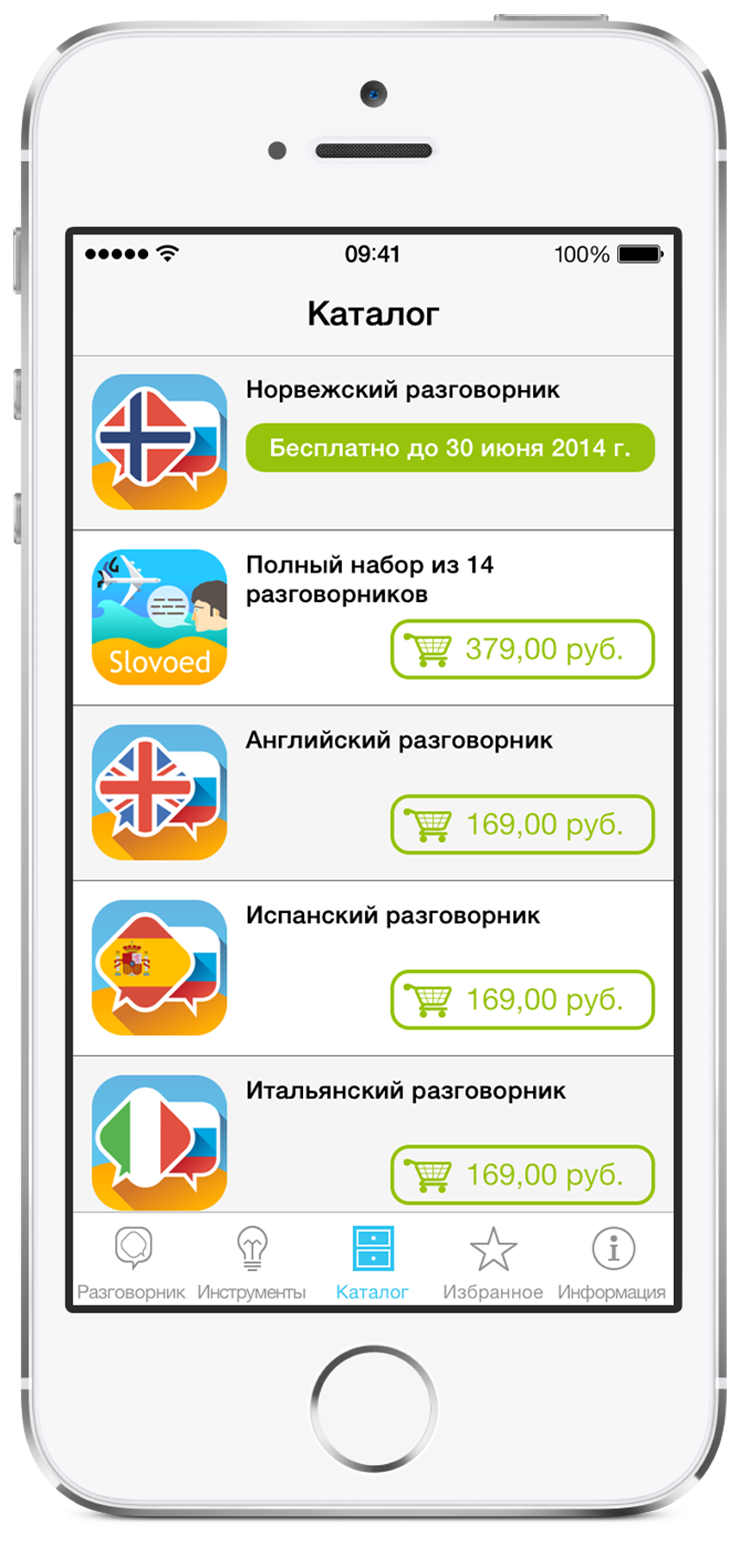 09:41
100%
Каталог
Норвежский разговорник
Бесплатно до 30 июня 2014 г.
Полный набор из 14
разговорников
Slovoed
379,00 руб.
Английский разговорник
169,00 руб.
Испанский разговорник
169,00 руб.
Итальянский разговорник
169,00 руб.
Разговорник
Инструменты
Каталог
Избранное
Информация